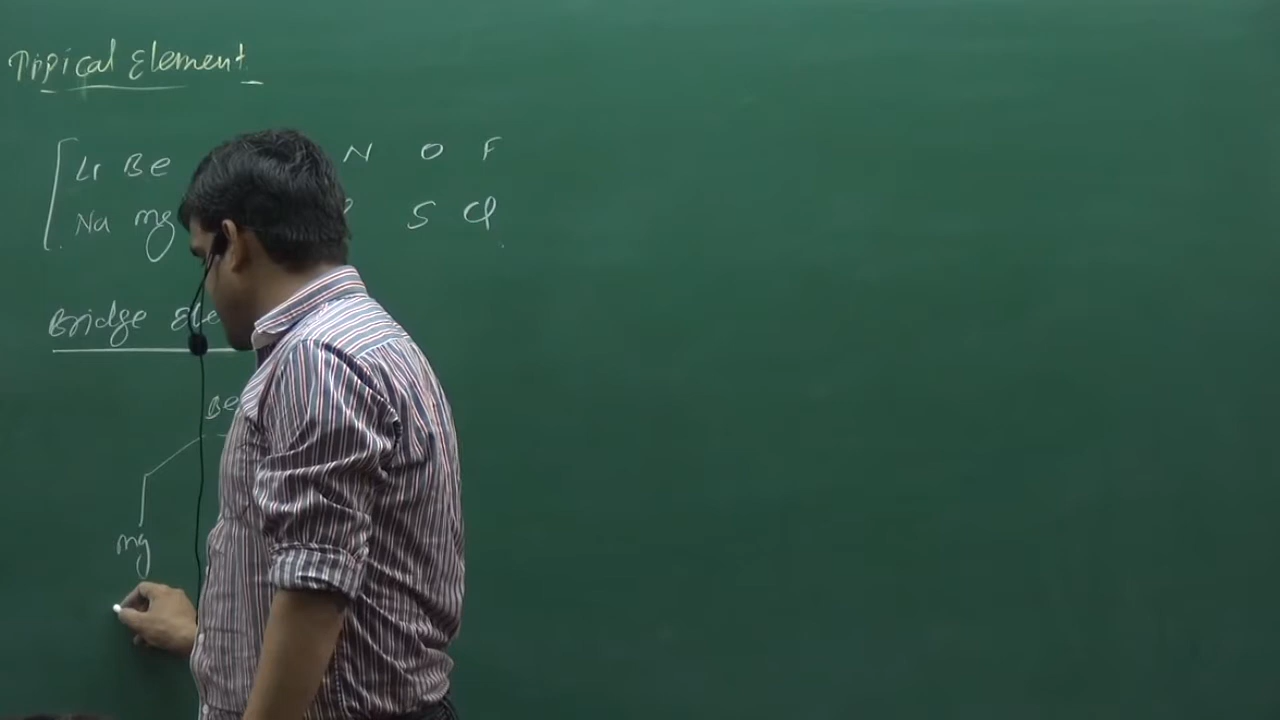 Typical Element
Li Be N O F
Na mg S Cl
Bridge Ele
Be
mg